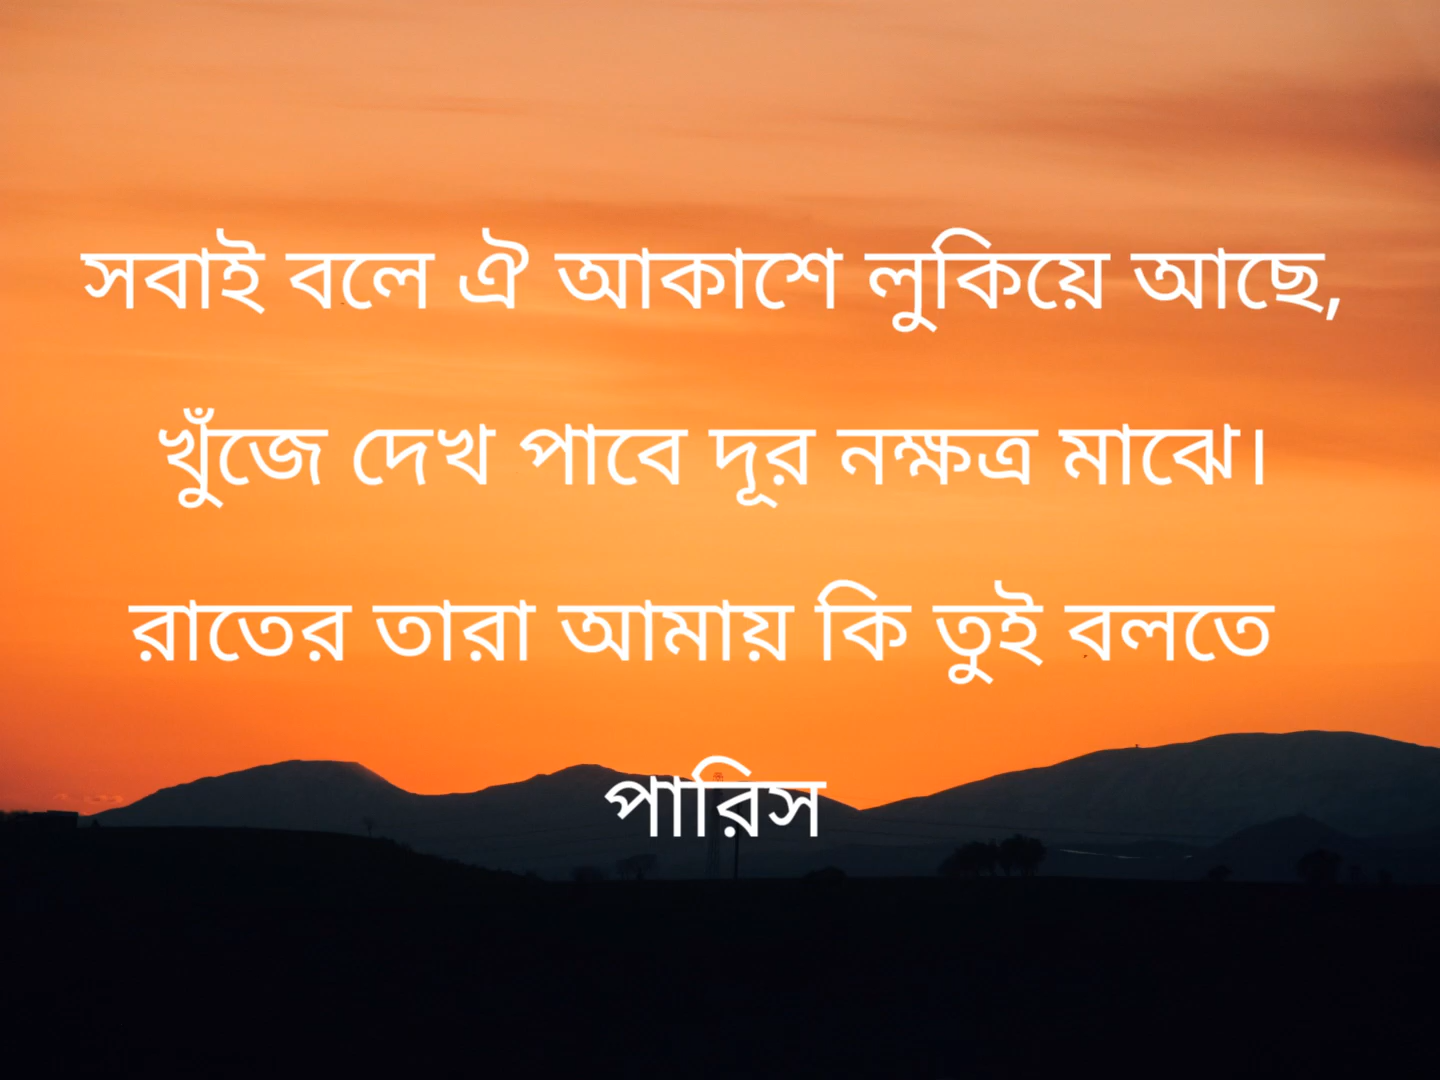 সবাই বলে ঐ আকাশে লুকিয়ে আছে,
খুঁজে দেখ পাবে দূর নক্ষত্র মাঝে।
রাতের তারা আমায় কি তুই বলতে
পারিস